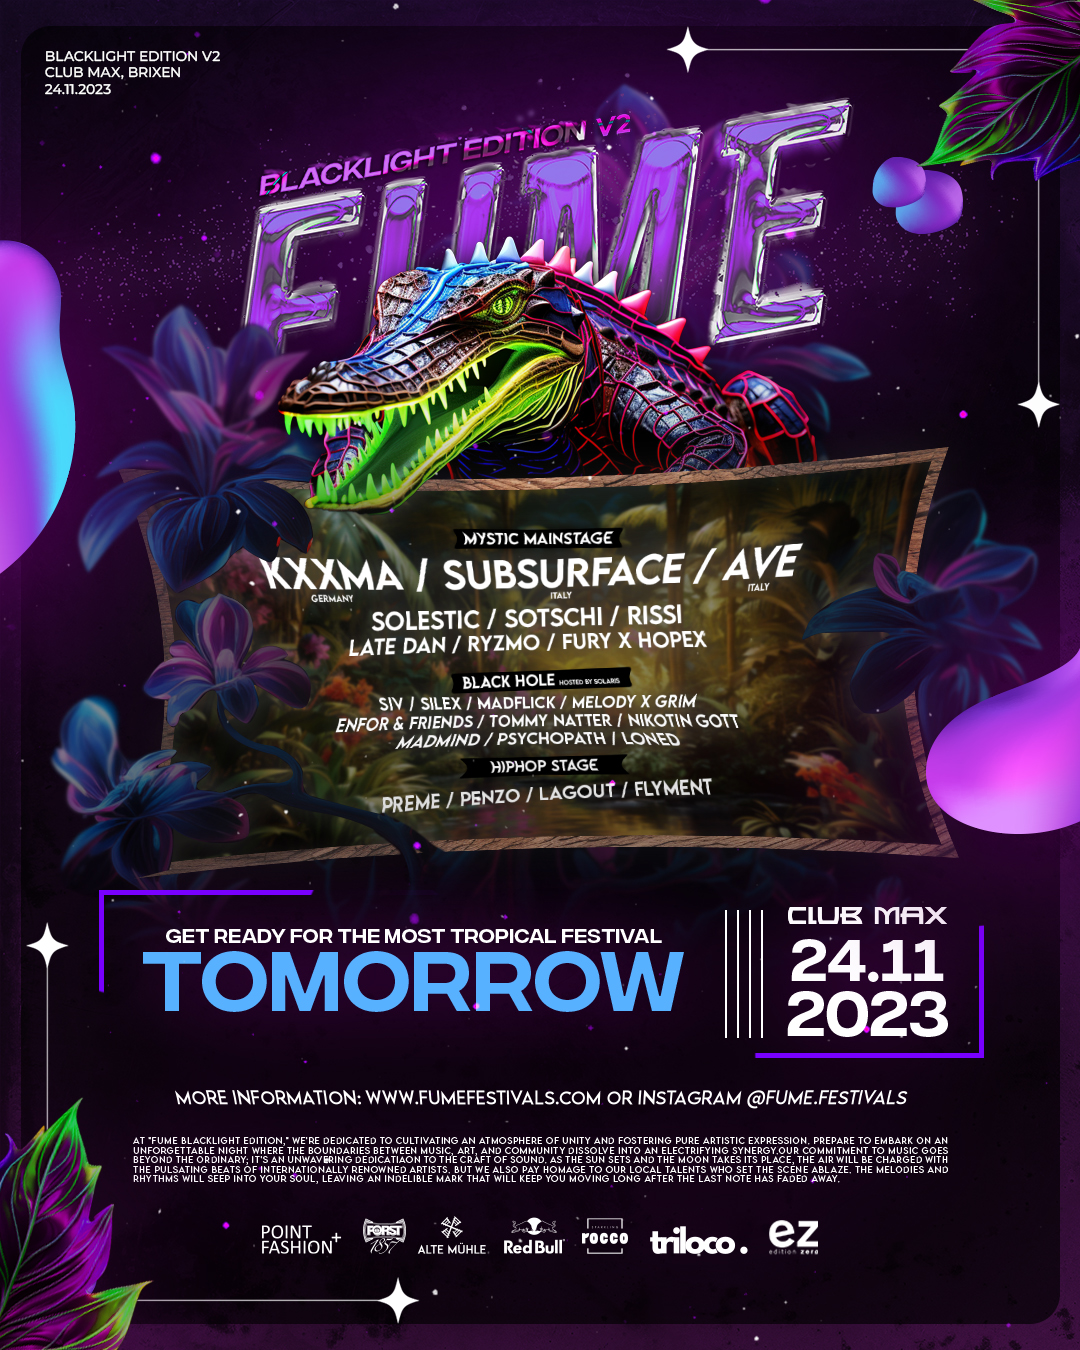 BLACKLIGHT EDITION V2
CLUB MAX, BRIXEN
24.11.2023
BLACKLIGHT EDITION V2
FUME
MYSTIC MAINSTAGE
KXXMA / SUBSURFACE / AVE
GERMANY ITALY ITALY
SOLESTIC / SOTSCHI / RISSI
LATE DAN / RYZMO / FURY X HOPEX
BLACK HOLE HOSTED BY SOLARIS
SIV / SILEX / MADFLICK / MELODY X GRIM
ENFOR & FRIENDS / TOMMY NATTER / NIKOTIN GOTT
MADMIND / PSYCHOPATH / LONED
HIPHOP STAGE
PREME / PENZO / LAGOUT / FLYMENT
GET READY FOR THE MOST TROPICAL FESTIVAL
TOMORROW
CLUB MAX
24.11
2023
MORE INFORMATION: WWW.FUMEFESTIVALS.COM OR INSTAGRAM @FUME.FESTIVALS
AT "FUME BLACKLIGHT EDITION," WE'RE DEDICATED TO CULTIVATING AN ATMOSPHERE OF UNITY AND FOSTERING PURE ARTISTIC EXPRESSION. PREPARE TO EMBARK ON AN
UNFORGETTABLE NIGHT WHERE THE BOUNDARIES BETWEEN MUSIC, ART, AND COMMUNITY DISSOLVE INTO AN ELECTRIFYING SYNERGY.OUR COMMITMENT TO MUSIC GOES
BEYOND THE ORDINARY; IT'S AN UNWAVERING DEDICATIAON TO THE CRAFT OF SOUND. AS THE SUN SETS AND THE MOON TAKES ITS PLACE, THE AIR WILL BE CHARGED WITH
THE PULSATING BEATS OF INTERNATIONALLY RENOWNED ARTISTS. BUT WE ALSO PAY HOMAGE TO OUR LOCAL TALENTS WHO SET THE SCENE ABLAZE. THE MELODIES AND
RHYTHMS WILL SEEP INTO YOUR SOUL, LEAVING AN INDELIBLE MARK THAT WILL KEEP YOU MOVING LONG AFTER THE LAST NOTE HAS FADED AWAY.
POINT FASHION+
FORST 1857
ALTE MÜHLE
Red Bull
SPARKLING rocco
triloco.
ez
edition zero